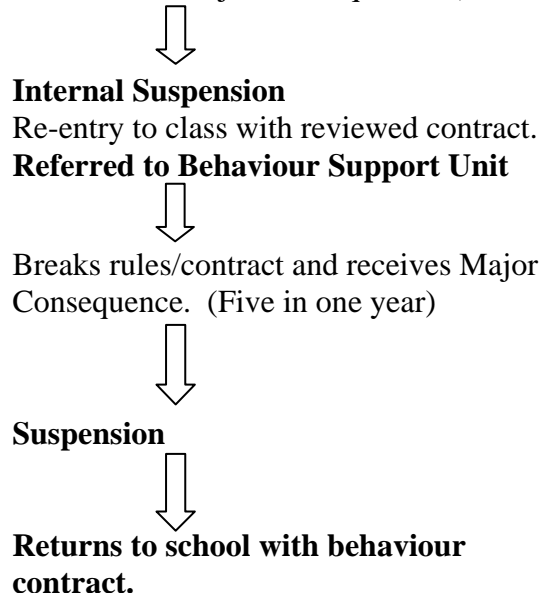 Internal Suspension
Re-entry to class with reviewed contract.
Referred to Behaviour Support Unit
Breaks rules/contract and receives Major
Consequence.  (Five in one year)
Suspension
Returns to school with behaviour
contract.